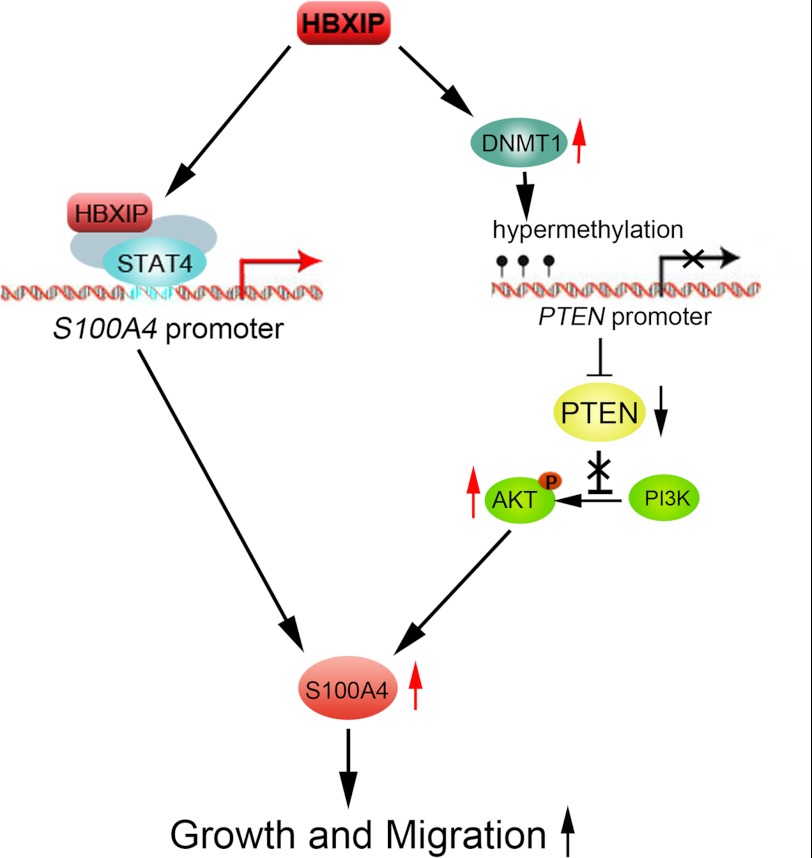 HBXIP
DNMT1
HBXIP
STAT4
hypermethylation
S100A4 promoter
PTEN promoter
PTEN
P
AKT
PI3K
S100A4
Growth and Migration